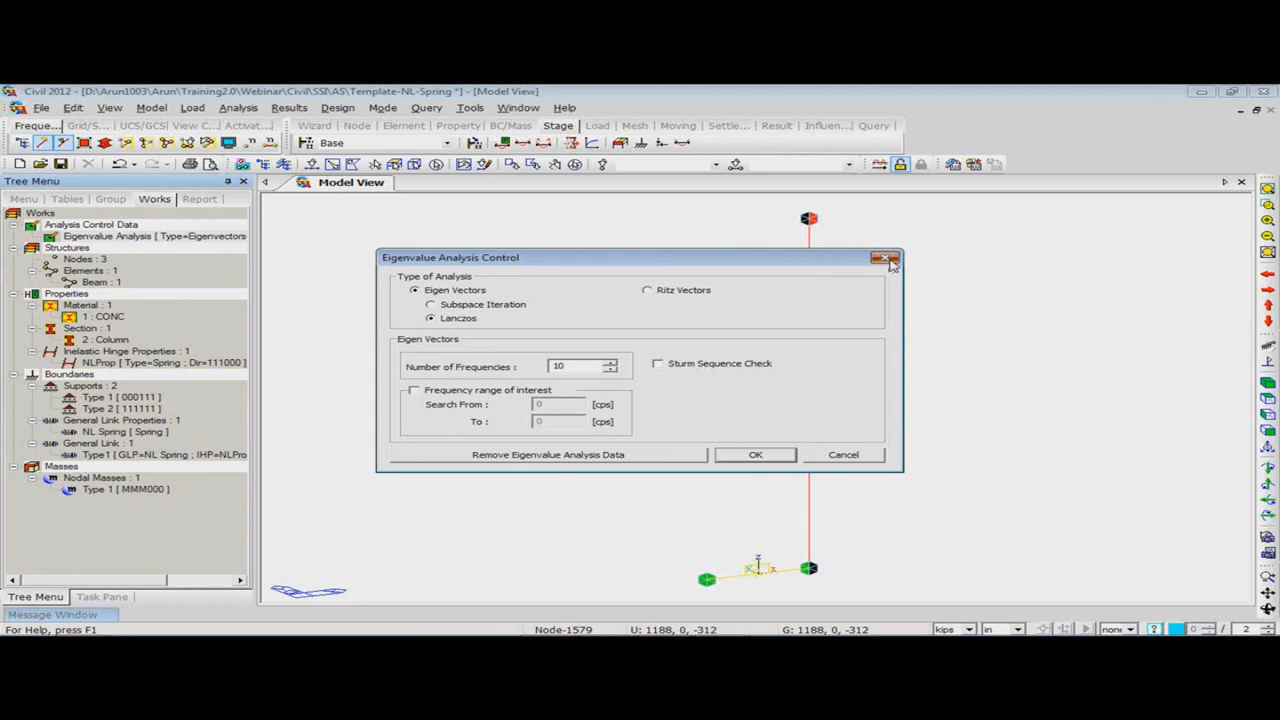 Civil 2012 - [D:\Arun1003\Arun\Training2.0\Webinar\Civil\SSI\AS\Template-NL-Spring *] - [Model View]
File Edit View Model Load Analysis Results Design Mode Query Tools Window Help
Freque... Grid/S... UCS/GCS View C... Activat... Wizard Node Element Property BC/Mass Stage Load Mesh Moving Settle... Result Influen... Query
Base
Tree Menu
Model View
Menu Tables Group Works Report
Works
Analysis Control Data
Eigenvalue Analysis [ Type=Eigenvectors
Structures
Nodes : 3
Elements : 1
Beam : 1
Properties
Material : 1
1 : CONC
Section : 1
2 : Column
Inelastic Hinge Properties : 1
NLProp [Type=Spring ; Dir=111000 ]
Boundaries
Supports : 2
Type 1 [ 000111 ]
Type 2 [ 111111 ]
General Link Properties : 1
NL Spring [ Spring ]
General Link : 1
Type1 [ GLP=NL Spring ; IHP=NLPro
Masses
Nodal Masses : 1
Type 1 [ MMM000 ]
Eigenvalue Analysis Control
Type of Analysis
Eigen Vectors
Ritz Vectors
Subspace Iteration
Lanczos
Eigen Vectors
Number of Frequencies : 10
Sturm Sequence Check
Frequency range of interest
Search From : 0 [cps]
To : 0 [cps]
Remove Eigenvalue Analysis Data OK Cancel
z
x
Tree Menu Task Pane
Message Window
For Help, press F1 Node-1579 U: 1188, 0, -312 G: 1188, 0, -312 kips in none ? 0 / 2